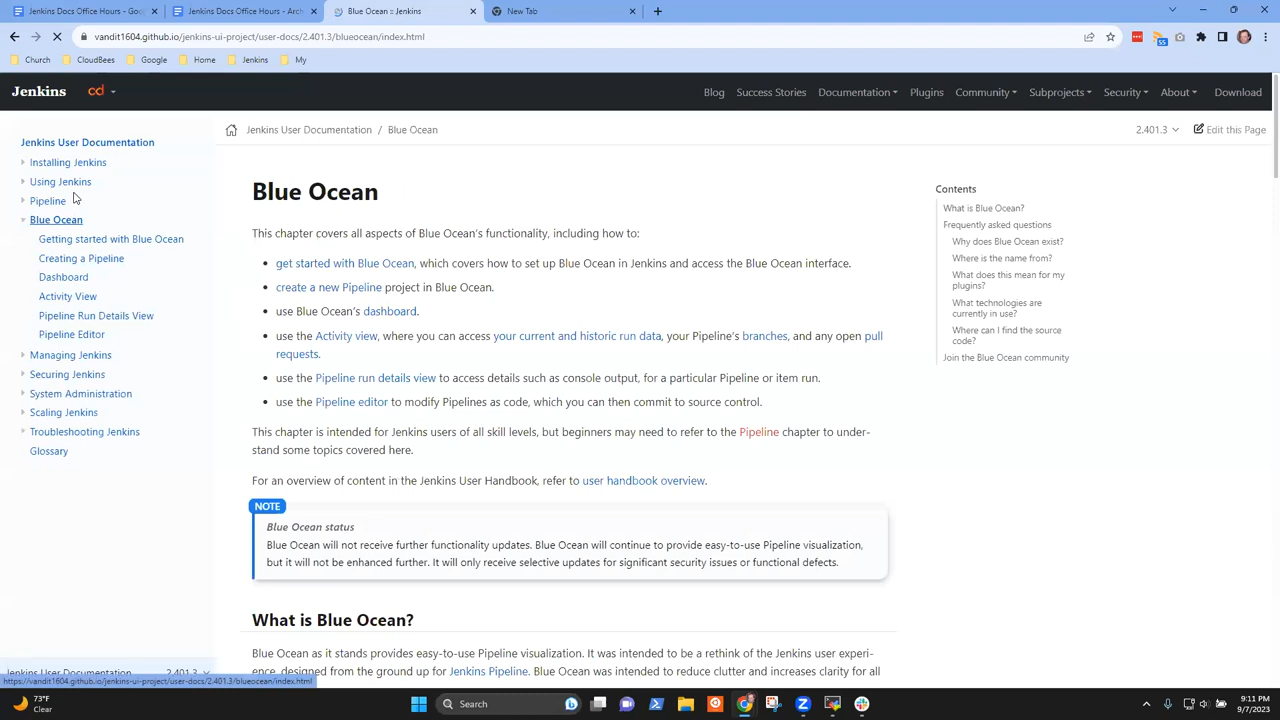 Jenkins Docs Office Hours - Goo
Jenkins Docs Office Hours - Arch
Blue Ocean :: Jenkins
New Tab
vandit1604.github.io/jenkins-ui-project/user-docs/2.401.3/blueocean/index.html
Church
CloudBees
Google
Home
Jenkins
My
Jenkins
cd
Blog
Success Stories
Documentation
Plugins
Community
Subprojects
Security
About
Download
Jenkins User Documentation / Blue Ocean
2.401.3
Edit this Page
Jenkins User Documentation
Installing Jenkins
Using Jenkins
Pipeline
Blue Ocean
Getting started with Blue Ocean
Creating a Pipeline
Dashboard
Activity View
Pipeline Run Details View
Pipeline Editor
Managing Jenkins
Securing Jenkins
System Administration
Scaling Jenkins
Troubleshooting Jenkins
Glossary
Jenkins User Documentation 2.401.3
https://vandit1604.github.io/jenkins-ui-project/user-docs/2.401.3/blueocean/index.html
Blue Ocean
This chapter covers all aspects of Blue Ocean's functionality, including how to:
• get started with Blue Ocean, which covers how to set up Blue Ocean in Jenkins and access the Blue Ocean interface.
• create a new Pipeline project in Blue Ocean.
• use Blue Ocean's dashboard.
• use the Activity view, where you can access your current and historic run data, your Pipeline's branches, and any open pull
requests.
• use the Pipeline run details view to access details such as console output, for a particular Pipeline or item run.
• use the Pipeline editor to modify Pipelines as code, which you can then commit to source control.
This chapter is intended for Jenkins users of all skill levels, but beginners may need to refer to the Pipeline chapter to under-
stand some topics covered here.
For an overview of content in the Jenkins User Handbook, refer to user handbook overview.
NOTE
Blue Ocean status
Blue Ocean will not receive further functionality updates. Blue Ocean will continue to provide easy-to-use Pipeline visualization,
but it will not be enhanced further. It will only receive selective updates for significant security issues or functional defects.
What is Blue Ocean?
Blue Ocean as it stands provides easy-to-use Pipeline visualization. It was intended to be a rethink of the Jenkins user experi-
ence, designed from the ground up for Jenkins Pipeline. Blue Ocean was intended to reduce clutter and increases clarity for all
Contents
What is Blue Ocean?
Frequently asked questions
Why does Blue Ocean exist?
Where is the name from?
What does this mean for my
plugins?
What technologies are
currently in use?
Where can I find the source
code?
Join the Blue Ocean community
73°F
Clear
Search
9:11 PM
9/7/2023